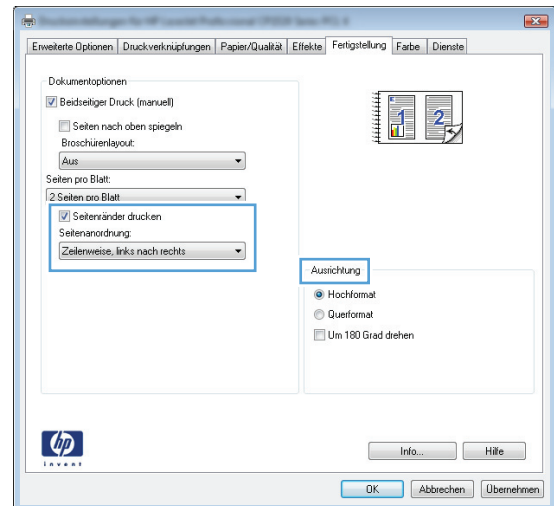 Erweiterte Optionen Druckverknüpfungen Papier/Qualität Effekte Fertigstellung Farbe Dienste
Dokumentoptionen
Beidseitiger Druck (manuell)
Seiten nach oben spiegeln
Broschürenlayout:
Aus
Seiten pro Blatt:
2 Seiten pro Blatt
Seitenränder drucken
Seitenanordnung:
Zeilenweise, links nach rechts
1 2
Ausrichtung
Hochformat
Querformat
Um 180 Grad drehen
hp
invent
Info... Hilfe
OK Abbrechen Übernehmen